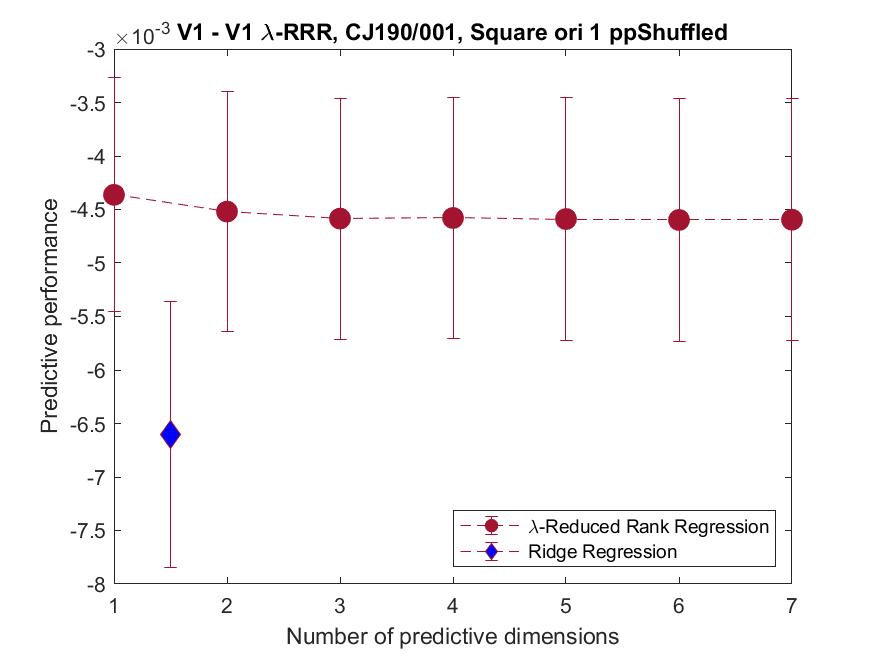 ×10-3 V1 - V1 λ-RRR, CJ190/001, Square ori 1 ppShuffled
-3
-3.5
-4
-4.5
-5
-5.5
-6
-6.5
-7
-7.5
-8
Predictive performance
λ-Reduced Rank Regression
Ridge Regression
1 2 3 4 5 6 7
Number of predictive dimensions